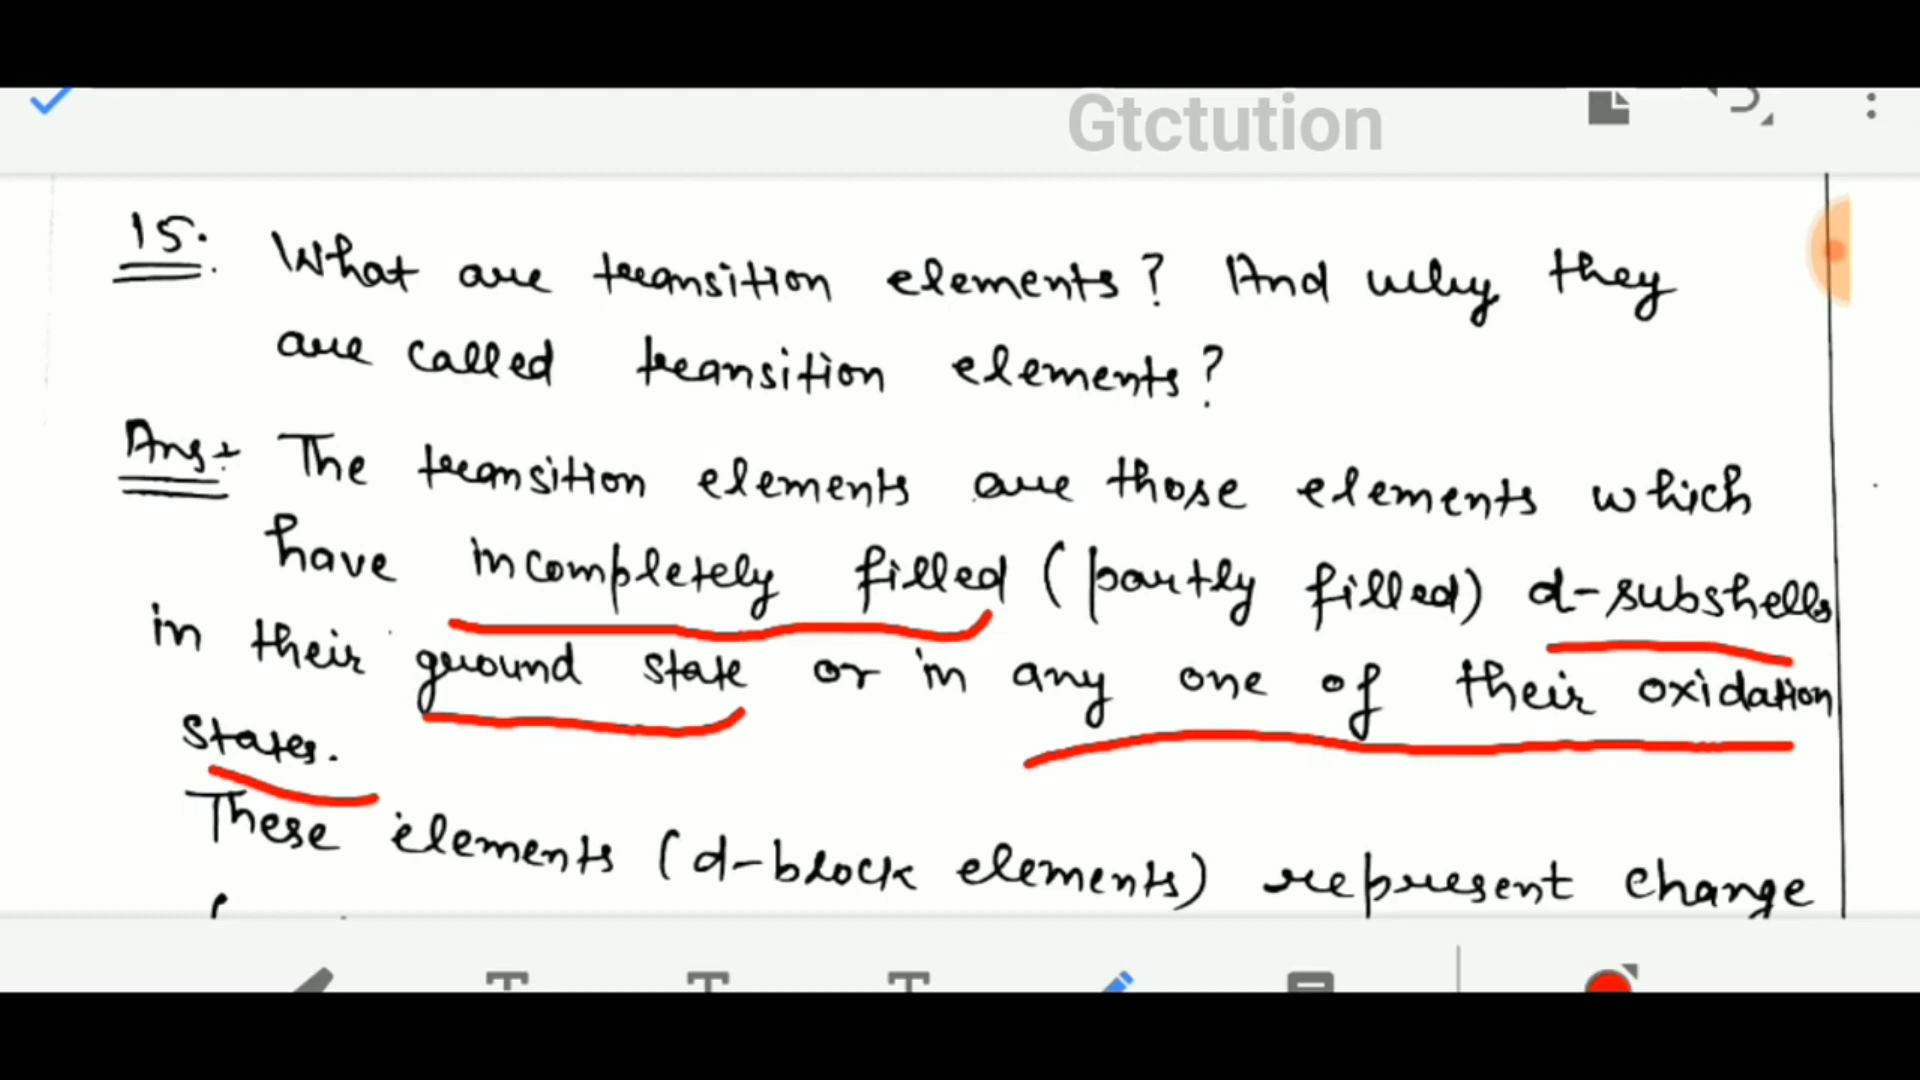 Gtctution
15. What are transition elements? And why they
are called transition elements?
Ans:- The transition elements are those elements which
have incompletely filled (partly filled) d-subshells
in their ground state or in any one of their oxidation
states.
These elements (d-block elements) represent change